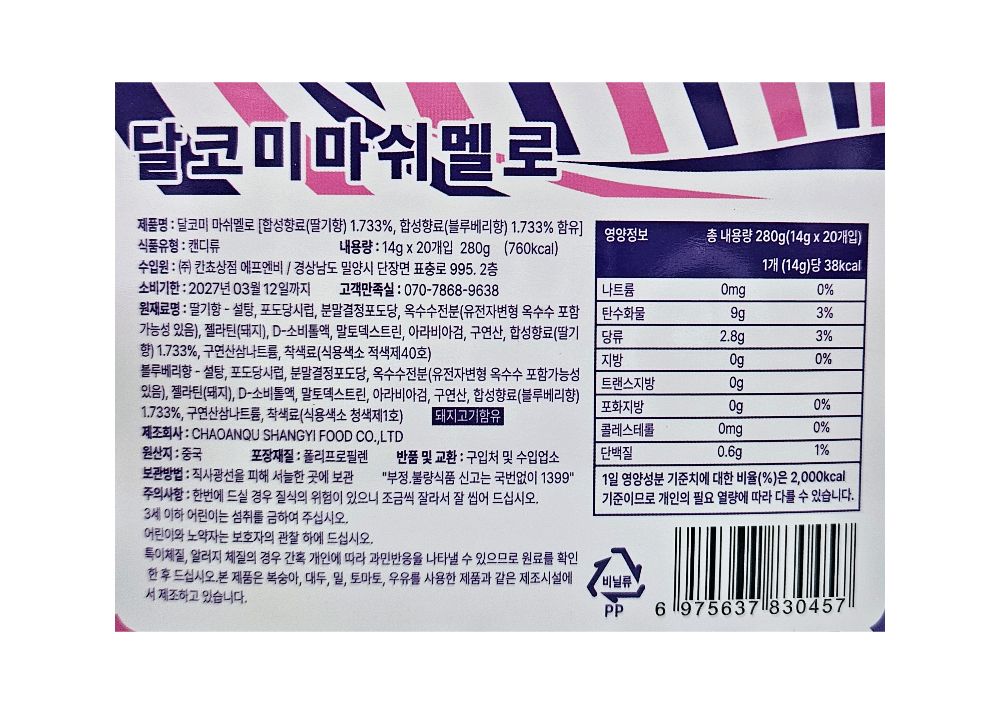 달코미마쉬멜로
제품명 : 달코미 마쉬멜로 [합성향료(딸기향) 1.733%, 합성향료(블루베리향) 1.733% 함유]
식품유형 : 캔디류 내용량 : 14g x 20개입 280g (760kcal)
수입원 : ㈜ 칸쵸상점 에프엔비 / 경상남도 밀양시 단장면 표충로 995. 2층
소비기한 : 2027년 03월 12일까지 고객만족실 : 070-7868-9638
원재료명 : 딸기향 - 설탕, 포도당시럽, 분말결정포도당, 옥수수전분(유전자변형 옥수수 포함
가능성 있음), 젤라틴(돼지), D-소비톨액, 말토덱스트린, 아라비아검, 구연산, 합성향료(딸기
향) 1.733%, 구연산삼나트륨, 착색료(식용색소 적색제40호)
블루베리향 - 설탕, 포도당시럽, 분말결정포도당, 옥수수전분(유전자변형 옥수수 포함가능성
있음), 젤라틴(돼지), D-소비톨액, 말토덱스트린, 아라비아검, 구연산, 합성향료(블루베리향)
1.733%, 구연산삼나트륨, 착색료(식용색소 청색제1호) 돼지고기함유
제조회사 : CHAOANQU SHANGYI FOOD CO.,LTD
원산지 : 중국 포장재질 : 폴리프로필렌 반품 및 교환 : 구입처 및 수입업소
보관방법 : 직사광선을 피해 서늘한 곳에 보관 "부정.불량식품 신고는 국번없이 1399"
주의사항 : 한번에 드실 경우 질식의 위험이 있으니 조금씩 잘라서 잘 씹어 드십시오.
3세 이하 어린이는 섭취를 금하여 주십시오.
어린이와 노약자는 보호자의 관찰 하에 드십시오.
특이체질, 알러지 체질의 경우 간혹 개인에 따라 과민반응을 나타낼 수 있으므로 원료를 확인
한 후 드십시오.본 제품은 복숭아, 대두, 밀, 토마토, 우유를 사용한 제품과 같은 제조시설에
서 제조하고 있습니다.
영양정보 총 내용량 280g(14g x 20개입)
1개 (14g)당 38kcal
나트륨 0mg 0%
탄수화물 9g 3%
당류 2.8g 3%
지방 0g 0%
트랜스지방 0g
포화지방 0g 0%
콜레스테롤 0mg 0%
단백질 0.6g 1%
1일 영양성분 기준치에 대한 비율(%)은 2,000kcal
기준이므로 개인의 필요 열량에 따라 다를 수 있습니다.
비닐류
PP
6 975637 830457